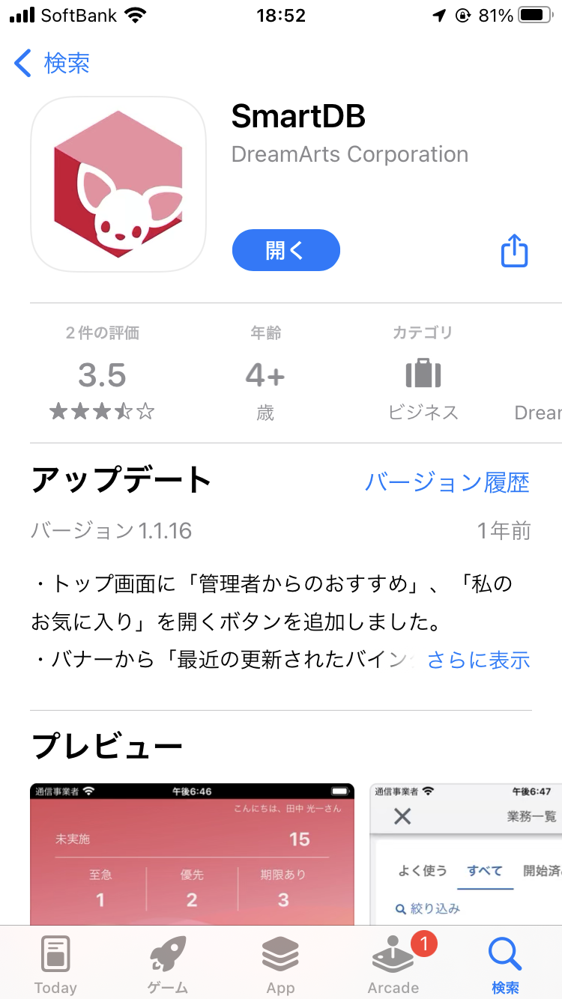 SoftBank 18:52 81%
検索
SmartDB
DreamArts Corporation
開く
2件の評価 年齢 カテゴリ
3.5 4+
歳 ビジネス Drear
アップデート バージョン履歴
バージョン 1.1.16 1年前
・トップ画面に「管理者からのおすすめ」、「私の
お気に入り」を開くボタンを追加しました。
・バナーから「最近の更新されたバイン さらに表示
プレビュー
通信事業者 午後6:46
こんにちは、田中 光一さん
未実施 15
至急 優先 期限あり
1 2 3
通信事業者 午後6:47
業務一覧
よく使う すべて 開始済
絞り込み
1
Today ゲーム App Arcade 検索